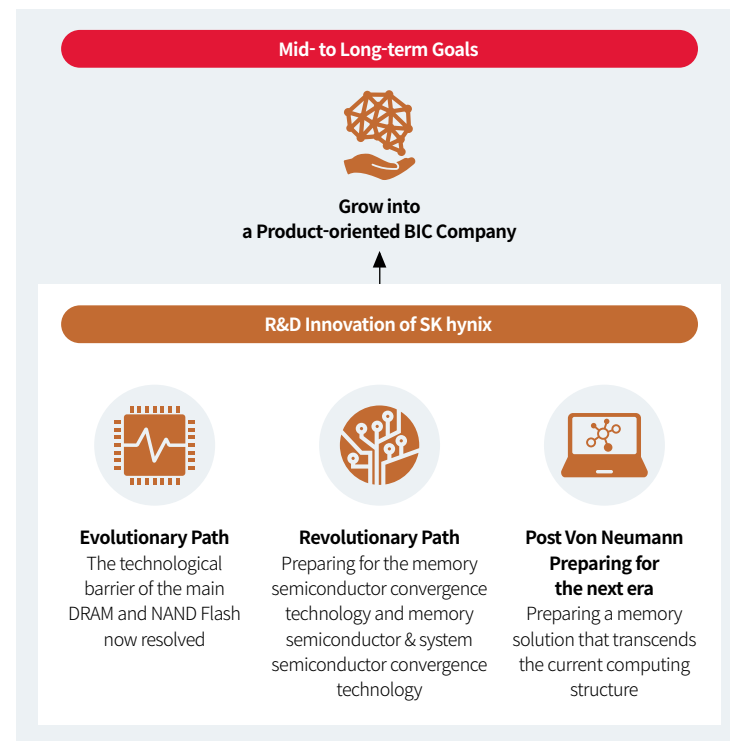 Mid- to Long-term Goals
Grow into
a Product-oriented BIC Company
R&D Innovation of SK hynix
Evolutionary Path
The technological
barrier of the main
DRAM and NAND Flash
now resolved
Revolutionary Path
Preparing for the memory
semiconductor convergence
technology and memory
semiconductor & system
semiconductor convergence
technology
Post Von Neumann
Preparing for
the next era
Preparing a memory
solution that transcends
the current computing
structure